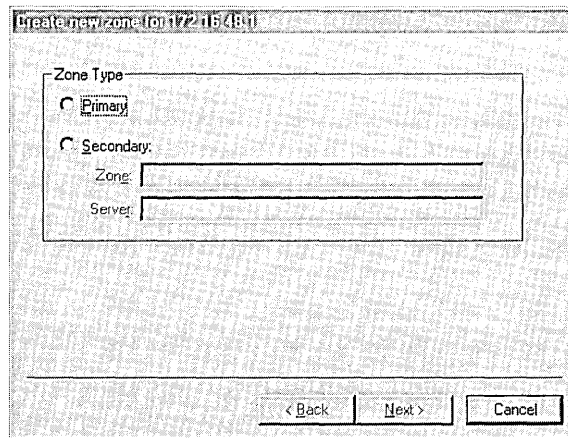 Create new zone for 172.16.48.1
Zone Type
Primary
Secondary:
Zone:
Server:
< Back
Next >
Cancel